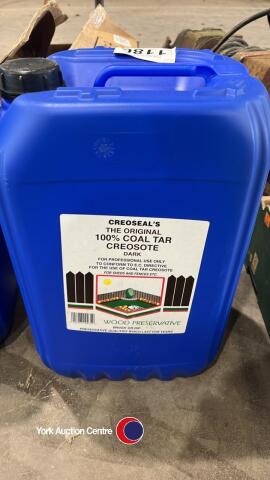 1180
CREOSEAL'S
THE ORIGINAL
100% COAL TAR
CREOSOTE
DARK
FOR PROFESSIONAL USE ONLY
TO CONFORM TO E.C. DIRECTIVE
FOR THE USE OF COAL TAR CREOSOTE
FOR SHEDS AND FENCES ETC.
WOOD PRESERVATIVE
York Auction Centre